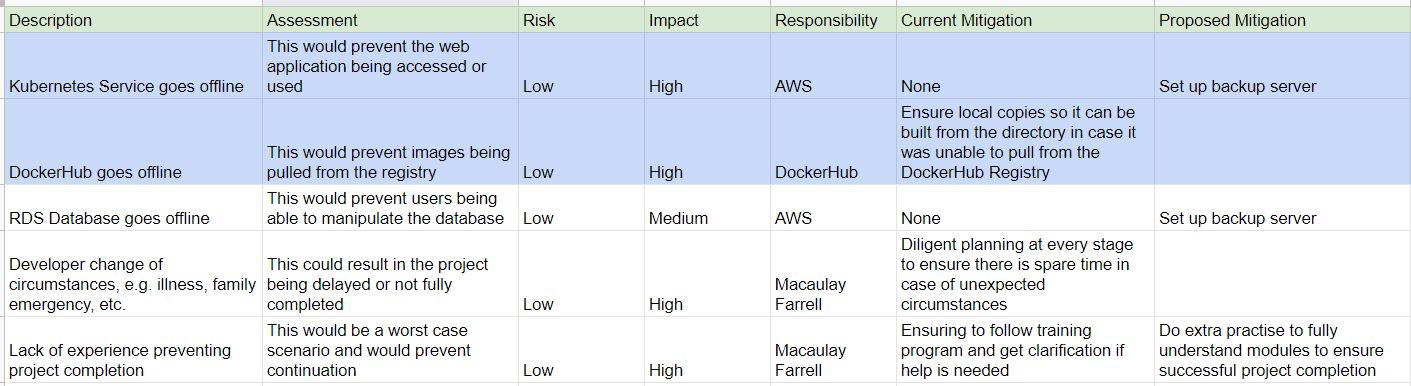 Description Assessment Risk Impact Responsibility Current Mitigation Proposed Mitigation
This would prevent the web
application being accessed or
Kubernetes Service goes offline used Low High AWS None Set up backup server
Ensure local copies so it can be
built from the directory in case it
This would prevent images being was unable to pull from the
DockerHub goes offline pulled from the registry Low High DockerHub DockerHub Registry
This would prevent users being
RDS Database goes offline able to manipulate the database Low Medium AWS None Set up backup server
Diligent planning at every stage
Developer change of This could result in the project to ensure there is spare time in
circumstances, e.g. illness, family being delayed or not fully Macaulay case of unexpected
emergency, etc. completed Low High Farrell circumstances
This would be a worst case Ensuring to follow training Do extra practise to fully
Lack of experience preventing scenario and would prevent Macaulay program and get clarification if understand modules to ensure
project completion continuation Low High Farrell help is needed successful project completion